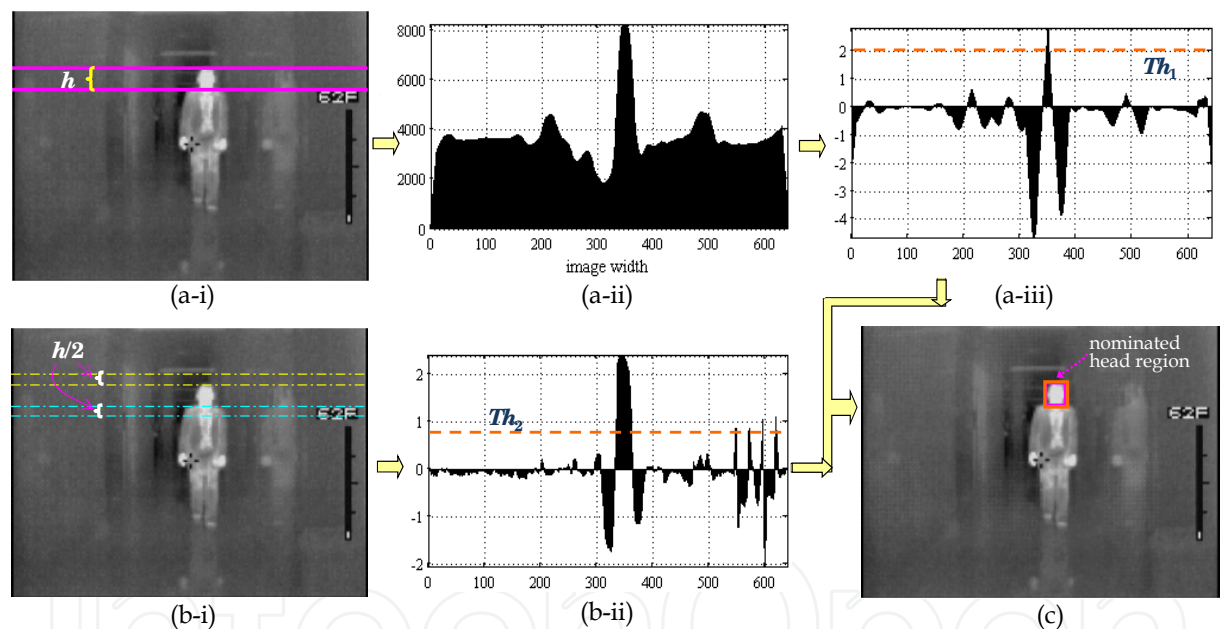 h
62F
(a-i)
8000
6000
4000
2000
0
0 100 200 300 400 500 600
image width
(a-ii)
2
1
0
-1
-2
-3
-4
Th1
0 100 200 300 400 500
(a-iii)
h/2
62F
(b-i)
2
1
0
-1
-2
Th2
0 100 200 300 400 500 600
(b-ii)
nominated
head region
62F
(c)